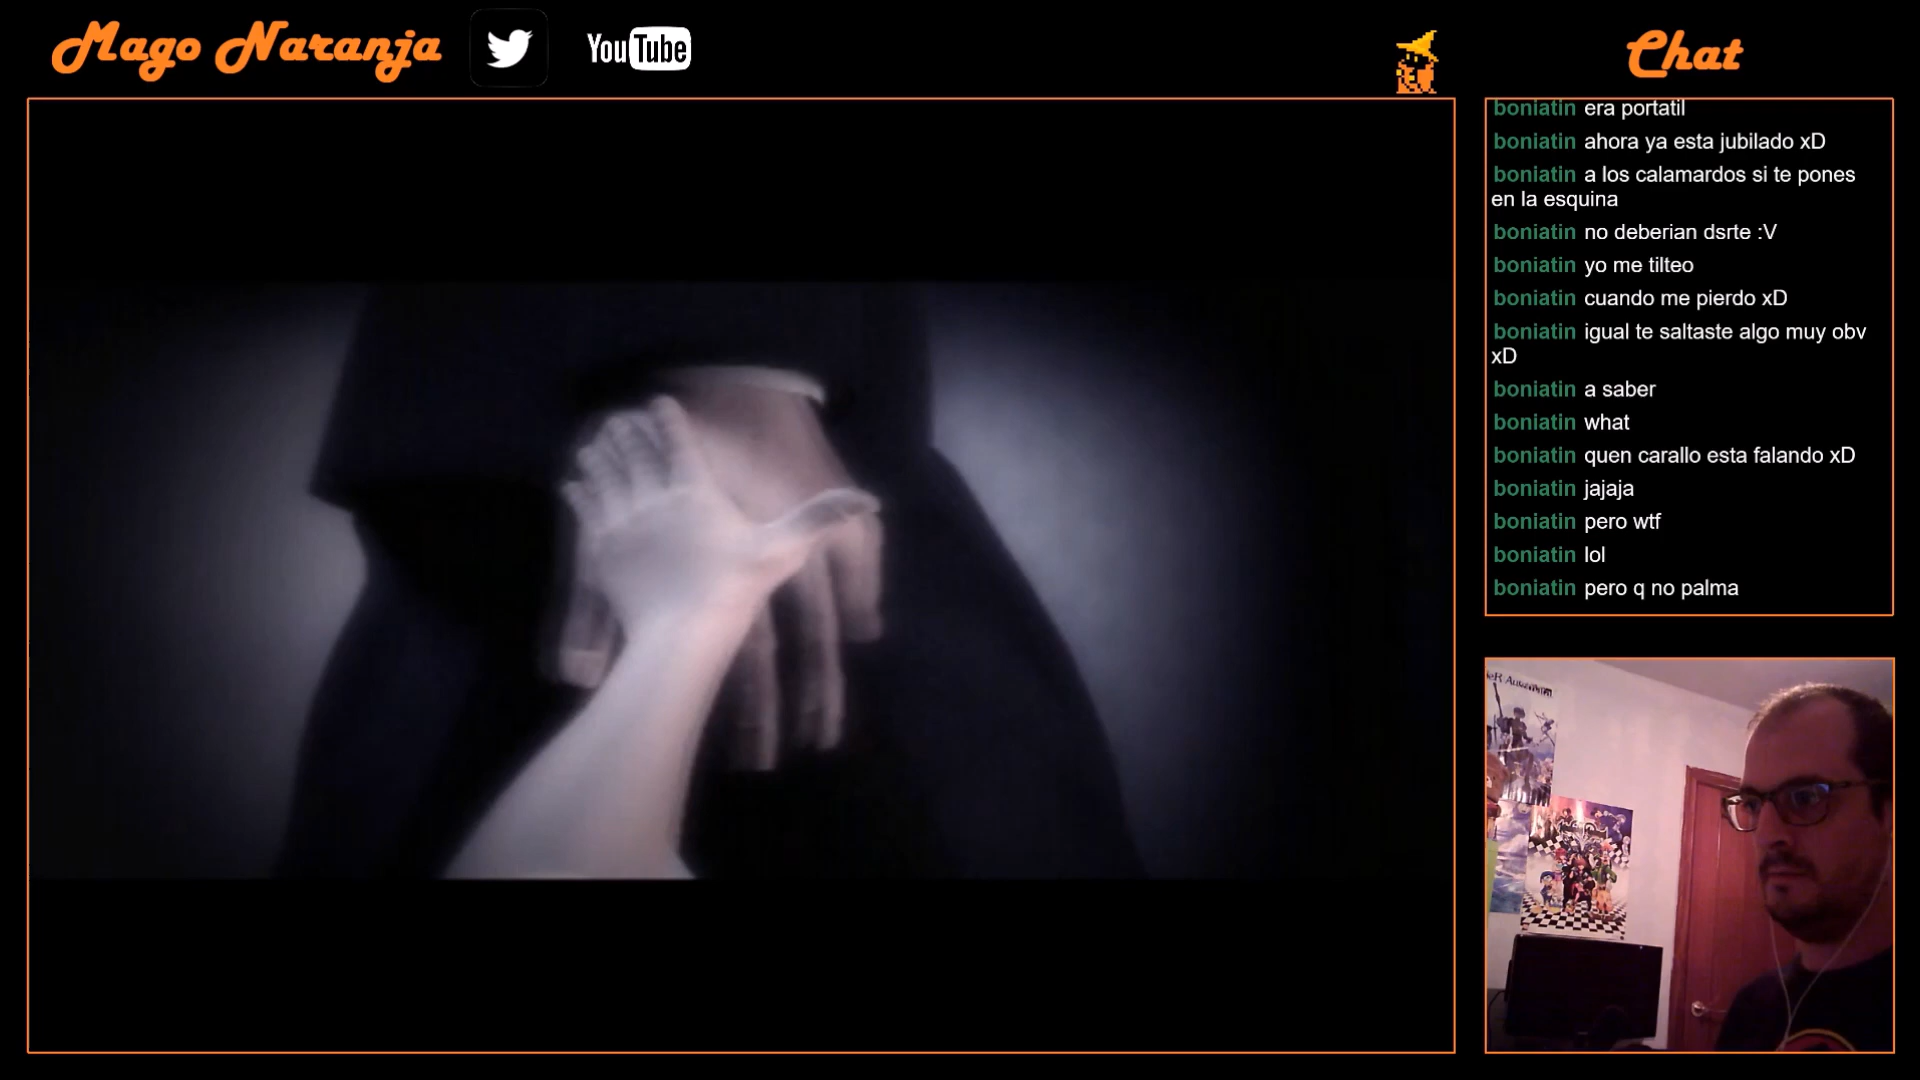 Mago Naranja
YouTube
Chat
boniatin era portatil
boniatin ahora ya esta jubilado xD
boniatin a los calamardos si te pones
en la esquina
boniatin no deberian dsrte :V
boniatin yo me tilteo
boniatin cuando me pierdo xD
boniatin igual te saltaste algo muy obv
xD
boniatin a saber
boniatin what
boniatin quen carallo esta falando xD
boniatin jajaja
boniatin pero wtf
boniatin lol
boniatin pero q no palma